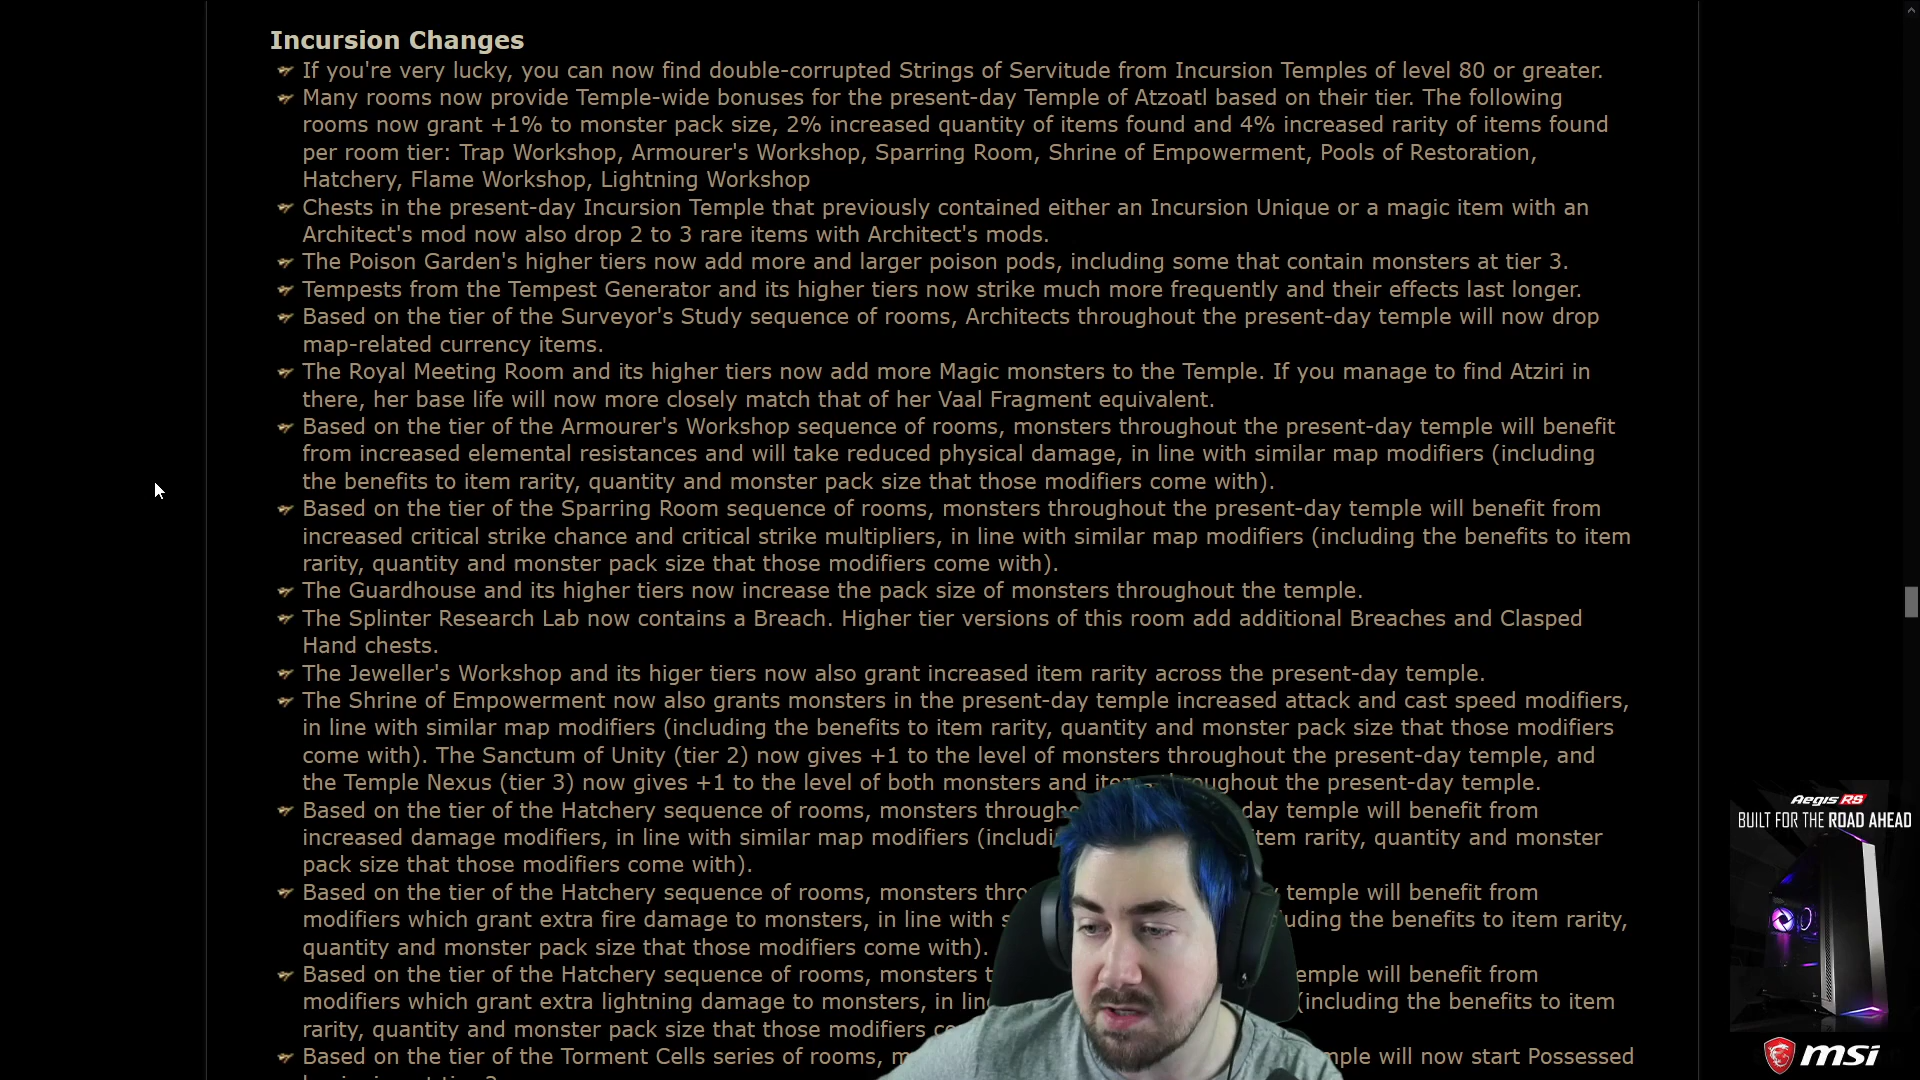 Incursion Changes
If you're very lucky, you can now find double-corrupted Strings of Servitude from Incursion Temples of level 80 or greater.
Many rooms now provide Temple-wide bonuses for the present-day Temple of Atzoatl based on their tier. The following
rooms now grant +1% to monster pack size, 2% increased quantity of items found and 4% increased rarity of items found
per room tier: Trap Workshop, Armourer's Workshop, Sparring Room, Shrine of Empowerment, Pools of Restoration,
Hatchery, Flame Workshop, Lightning Workshop
Chests in the present-day Incursion Temple that previously contained either an Incursion Unique or a magic item with an
Architect's mod now also drop 2 to 3 rare items with Architect's mods.
The Poison Garden's higher tiers now add more and larger poison pods, including some that contain monsters at tier 3.
Tempests from the Tempest Generator and its higher tiers now strike much more frequently and their effects last longer.
Based on the tier of the Surveyor's Study sequence of rooms, Architects throughout the present-day temple will now drop
map-related currency items.
The Royal Meeting Room and its higher tiers now add more Magic monsters to the Temple. If you manage to find Atziri in
there, her base life will now more closely match that of her Vaal Fragment equivalent.
Based on the tier of the Armourer's Workshop sequence of rooms, monsters throughout the present-day temple will benefit
from increased elemental resistances and will take reduced physical damage, in line with similar map modifiers (including
the benefits to item rarity, quantity and monster pack size that those modifiers come with).
Based on the tier of the Sparring Room sequence of rooms, monsters throughout the present-day temple will benefit from
increased critical strike chance and critical strike multipliers, in line with similar map modifiers (including the benefits to item
rarity, quantity and monster pack size that those modifiers come with).
The Guardhouse and its higher tiers now increase the pack size of monsters throughout the temple.
The Splinter Research Lab now contains a Breach. Higher tier versions of this room add additional Breaches and Clasped
Hand chests.
The Jeweller's Workshop and its higer tiers now also grant increased item rarity across the present-day temple.
The Shrine of Empowerment now also grants monsters in the present-day temple increased attack and cast speed modifiers,
in line with similar map modifiers (including the benefits to item rarity, quantity and monster pack size that those modifiers
come with). The Sanctum of Unity (tier 2) now gives +1 to the level of monsters throughout the present-day temple, and
the Temple Nexus (tier 3) now gives +1 to the level of both monsters and throughout the present-day temple.
Based on the tier of the Hatchery sequence of rooms, monsters day temple will benefit from
increased damage modifiers, in line with similar map modifiers rarity, quantity and monster
pack size that those modifiers come with).
Based on the tier of the Hatchery sequence of rooms, monsters temple will benefit from
modifiers which grant extra fire damage to monsters, in line with the benefits to item rarity,
quantity and monster pack size that those modifiers come with).
Based on the tier of the Hatchery sequence of rooms, monsters will benefit from
modifiers which grant extra lightning damage to monsters, in (including the benefits to item
rarity, quantity and monster pack size that those modifiers
Based on the tier of the Torment Cells series of rooms, will now start Possessed
Aegis RS
BUILT FOR THE ROAD AHEAD
msi